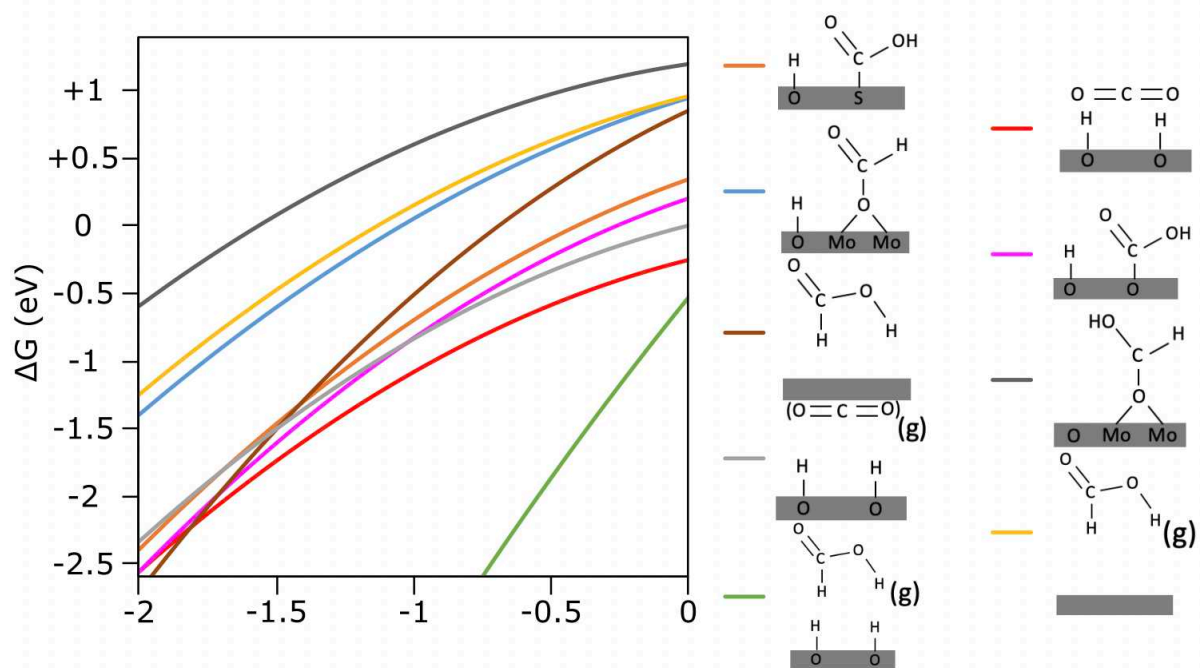 ΔG (eV)
+1
+0.5
0
-0.5
-1
-1.5
-2
-2.5
-2
-1.5
-1
-0.5
0
O
OH
H
C
O
S
O
H
C
H
O
O
Mo
Mo
O
O
C
H
H
(O=C=O)(g)
H
H
O
O
O
O
C
H
H
(g)
H
H
O
O
O=C=O
H
H
O
O
O
OH
H
C
O
O
HO
H
C
O
O
Mo
Mo
O
O
C
H
H
(g)